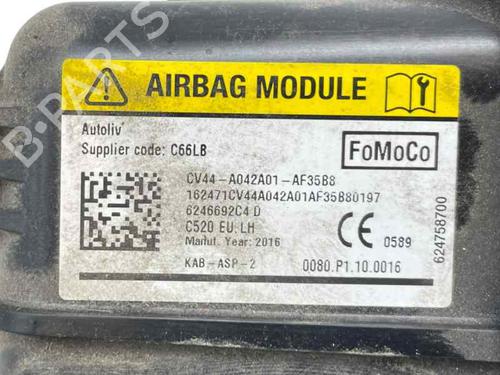 AIRBAG MODULE
Autoliv
Supplier code: C66LB
FoMoCo
CV44-A042A01-AF35B8
162471CV44A042A01AF35B80197
6246692C4 D
C520 EU.LH
Manuf. Year: 2016
CE 0589
KAB-ASP-2
0080.P1.10.0016
624758700
B-PARTS